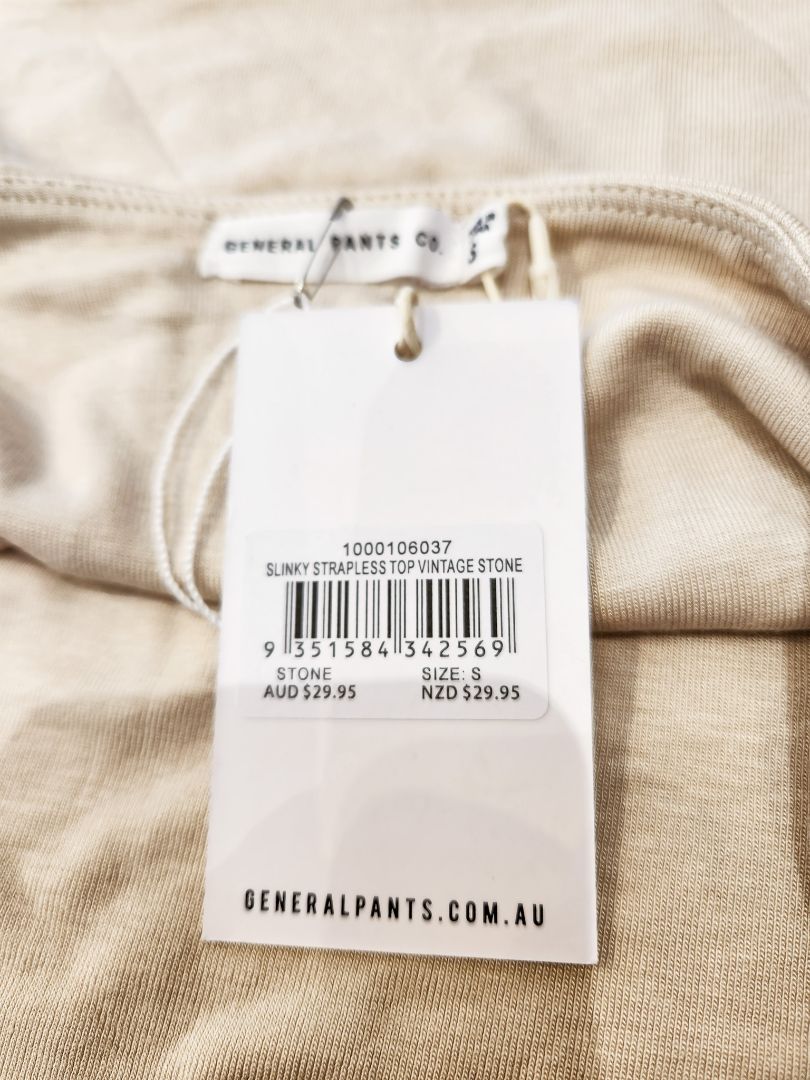 GENERAL PANTS CO.
S
1000106037
SLINKY STRAPLESS TOP VINTAGE STONE
9 351584 342569
STONE SIZE: S
AUD $29.95 NZD $29.95
GENERALPANTS.COM.AU